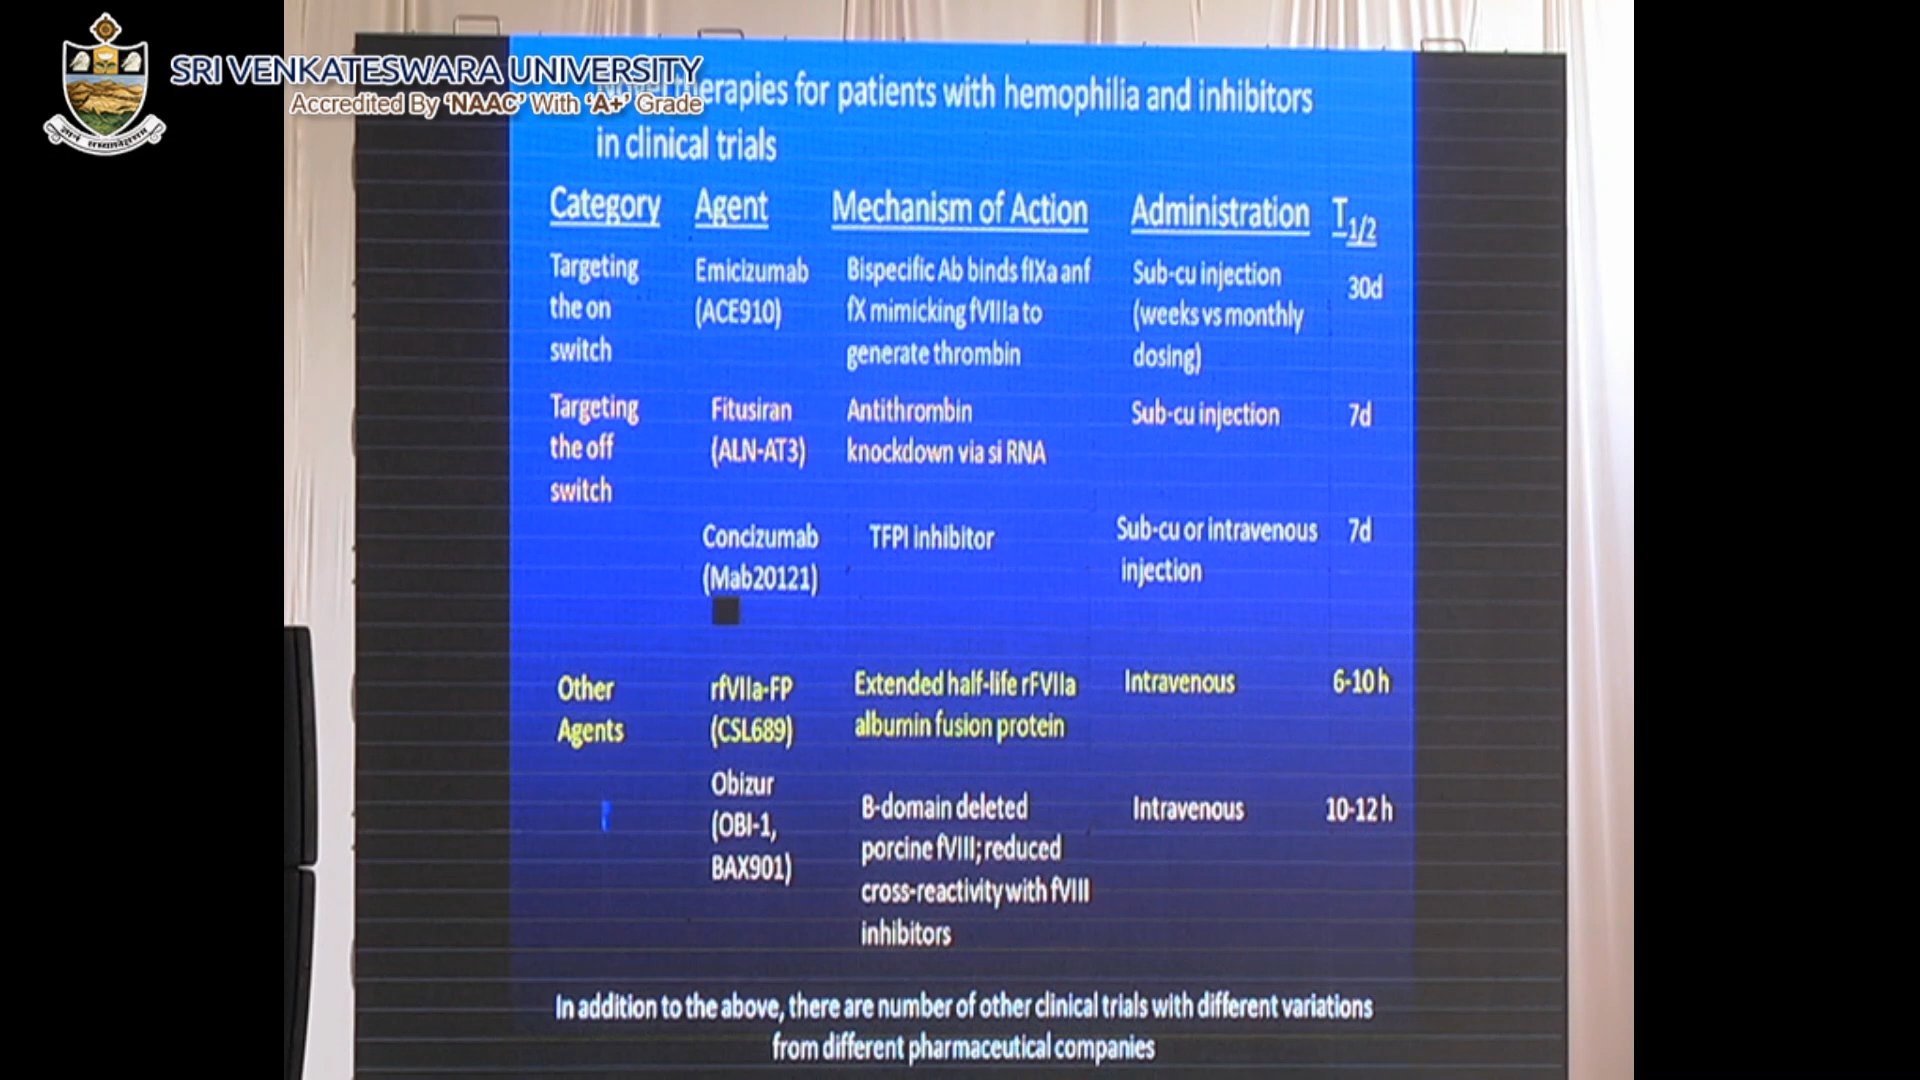 SRI VENKATESWARA UNIVERSITY
Accredited By 'NAAC' With 'A+' Grade
Novel therapies for patients with hemophilia and inhibitors
in clinical trials
Category Agent Mechanism of Action Administration T1/2
Targeting Emicizumab Bispecific Ab binds fIXa anf Sub-cu injection 30d
the on (ACE910) fX mimicking fVIIIa to (weeks vs monthly
switch generate thrombin dosing)
Targeting Fitusiran Antithrombin Sub-cu injection 7d
the off (ALN-AT3) knockdown via si RNA
switch
Concizumab TFPI inhibitor Sub-cu or intravenous 7d
(Mab20121) injection
Other rfVIIa-FP Extended half-life rFVIIa Intravenous 6-10 h
Agents (CSL689) albumin fusion protein
Obizur B-domain deleted Intravenous 10-12 h
(OBI-1, porcine fVIII; reduced
BAX901) cross-reactivity with fVIII
inhibitors
In addition to the above, there are number of other clinical trials with different variations
from different pharmaceutical companies